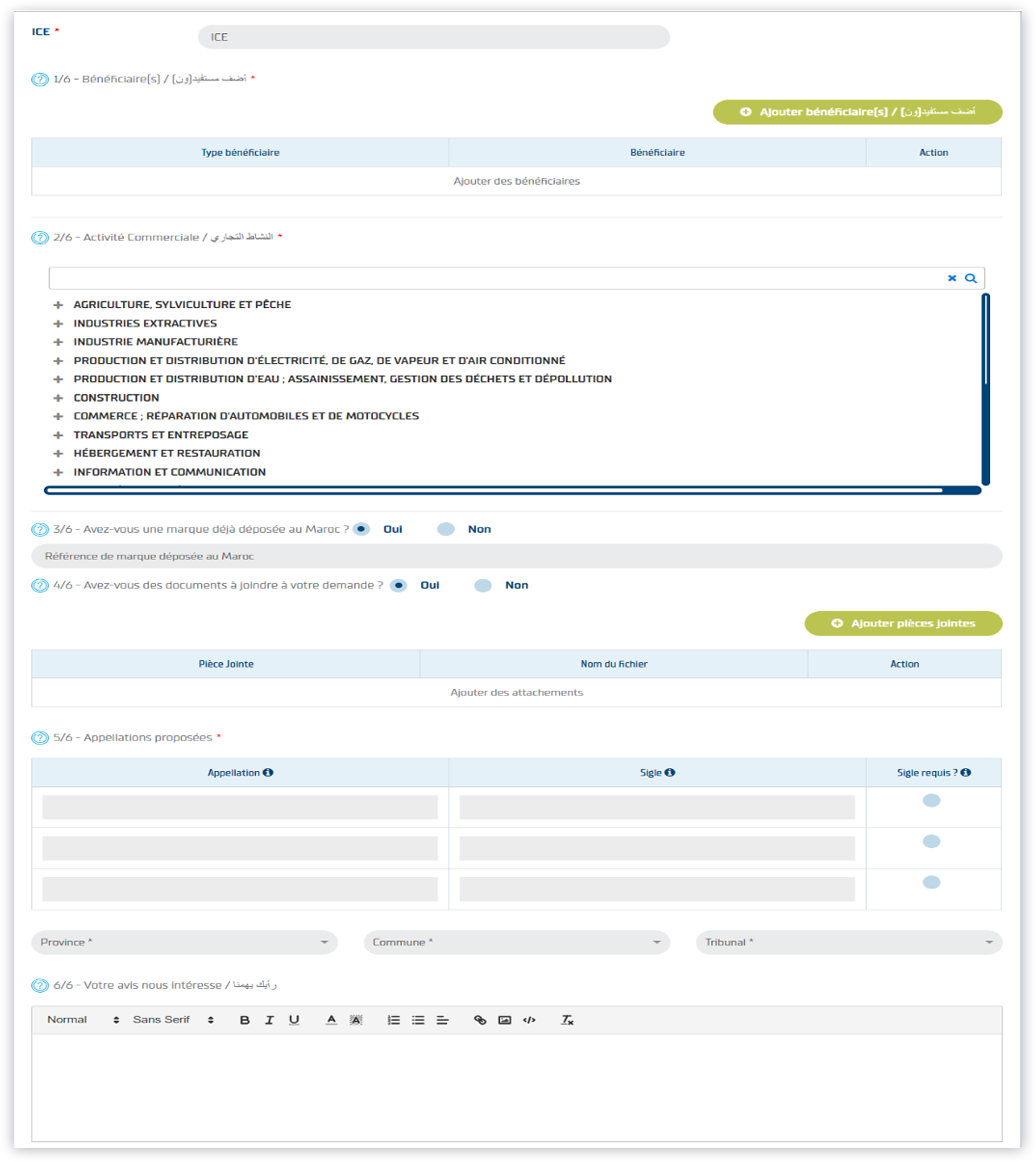 ICE *
ICE
1/6 - Bénéficiaire(s) / أضف مستفيد(ون) *
Ajouter bénéficiaire(s) / أضف مستفيد(ون)
Type bénéficiaire Bénéficiaire Action
Ajouter des bénéficiaires
2/6 - Activité Commerciale / النشاط التجاري *
AGRICULTURE, SYLVICULTURE ET PÊCHE
INDUSTRIES EXTRACTIVES
INDUSTRIE MANUFACTURIÈRE
PRODUCTION ET DISTRIBUTION D'ÉLECTRICITÉ, DE GAZ, DE VAPEUR ET D'AIR CONDITIONNÉ
PRODUCTION ET DISTRIBUTION D'EAU ; ASSAINISSEMENT, GESTION DES DÉCHETS ET DÉPOLLUTION
CONSTRUCTION
COMMERCE ; RÉPARATION D'AUTOMOBILES ET DE MOTOCYCLES
TRANSPORTS ET ENTREPOSAGE
HÉBERGEMENT ET RESTAURATION
INFORMATION ET COMMUNICATION
3/6 - Avez-vous une marque déjà déposée au Maroc ? Oui Non
Référence de marque déposée au Maroc
4/6 - Avez-vous des documents à joindre à votre demande ? Oui Non
Ajouter pièces jointes
Pièce Jointe Nom du fichier Action
Ajouter des attachements
5/6 - Appellations proposées *
Appellation Sigle Sigle requis ?
Province * Commune * Tribunal *
6/6 - Votre avis nous intéresse / رأيك يهمنا
Normal Sans Serif B I U A A